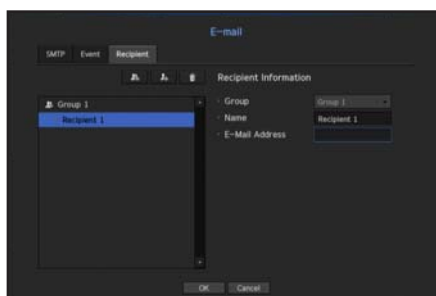 E-mail
SMTP Event Recipient
Recipient Information
Group 1
Recipient 1
· Group Group 1
· Name Recipient 1
· E-Mail Address
OK Cancel